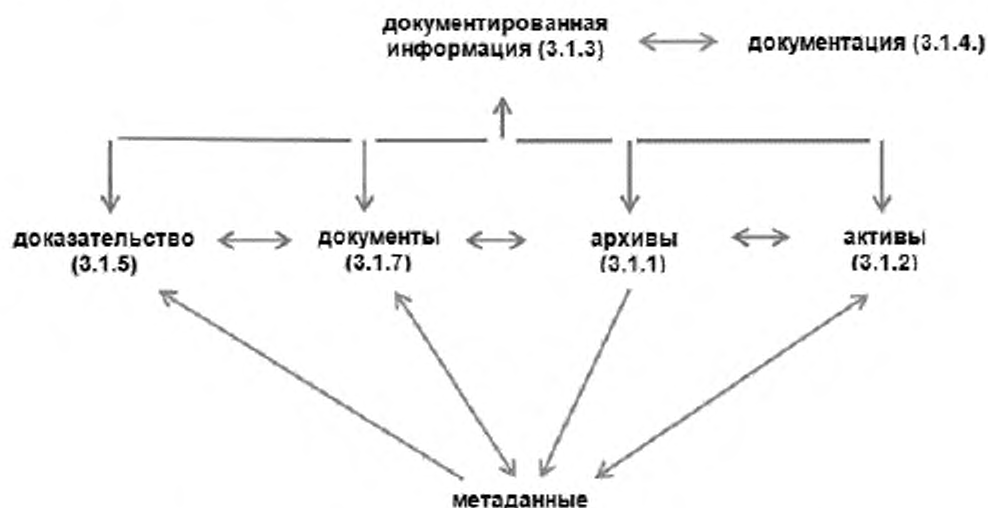 документированная
информация (3.1.3)
документация (3.1.4.)
доказательство
(3.1.5)
документы
(3.1.7)
архивы
(3.1.1)
активы
(3.1.2)
метаданные